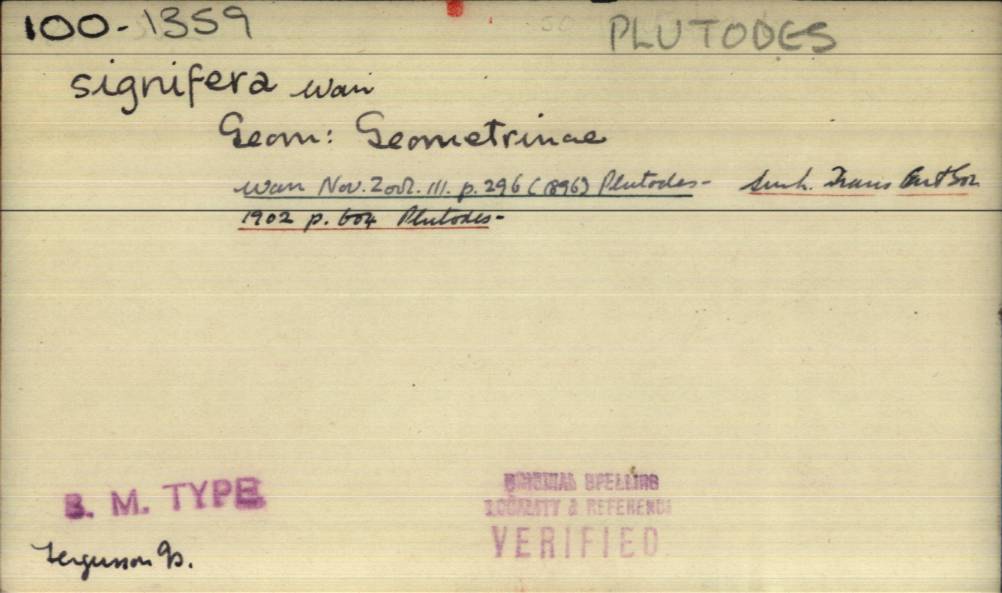 100-1359
PLUTODES
signifera Warr
Geom: Geometrinae
Warr Nov. Zool. III. p. 296 (1896) Plutodes- Swinh. Trans Ent Soc
1902 p. 604 Plutodes-
B. M. TYPE
ORIGINAL SPELLING
LOCALITY & REFERENCE
VERIFIED
Fergusson Is.